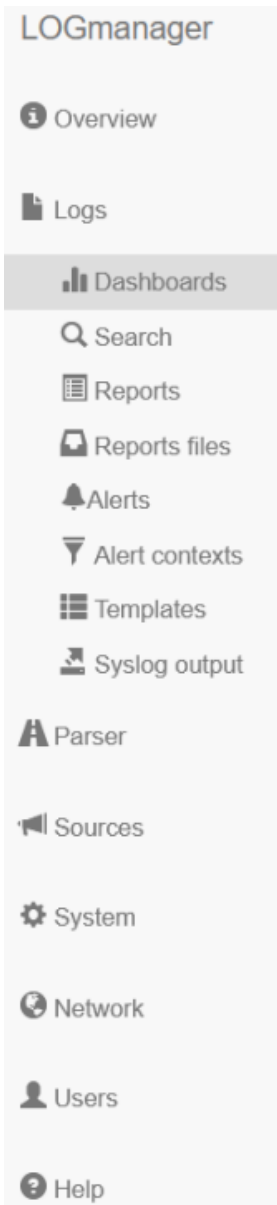 LOGmanager
Overview
Logs
Dashboards
Search
Reports
Reports files
Alerts
Alert contexts
Templates
Syslog output
Parser
Sources
System
Network
Users
Help